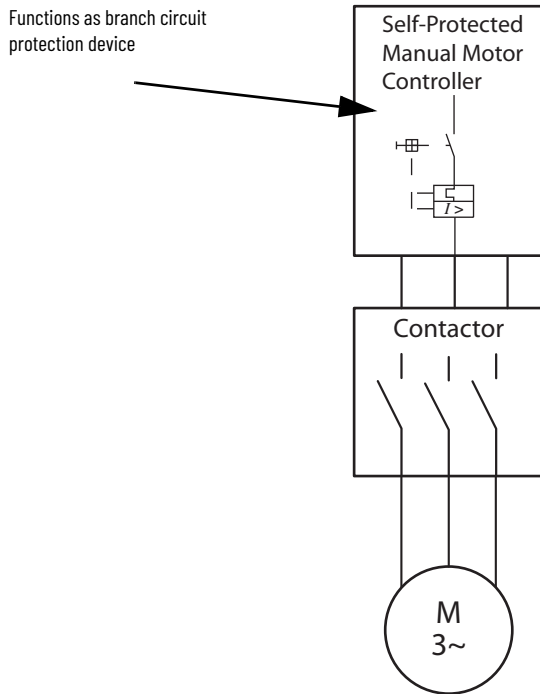 Functions as branch circuit
protection device
Self-Protected
Manual Motor
Controller
I >
Contactor
M
3~